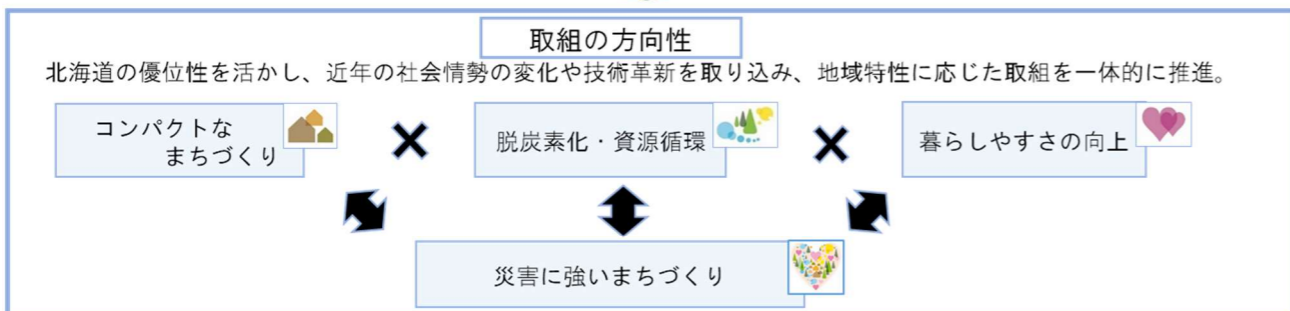 取組の方向性
北海道の優位性を活かし、近年の社会情勢の変化や技術革新を取り込み、地域特性に応じた取組を一体的に推進。
コンパクトな
まちづくり
脱炭素化・資源循環
暮らしやすさの向上
災害に強いまちづくり